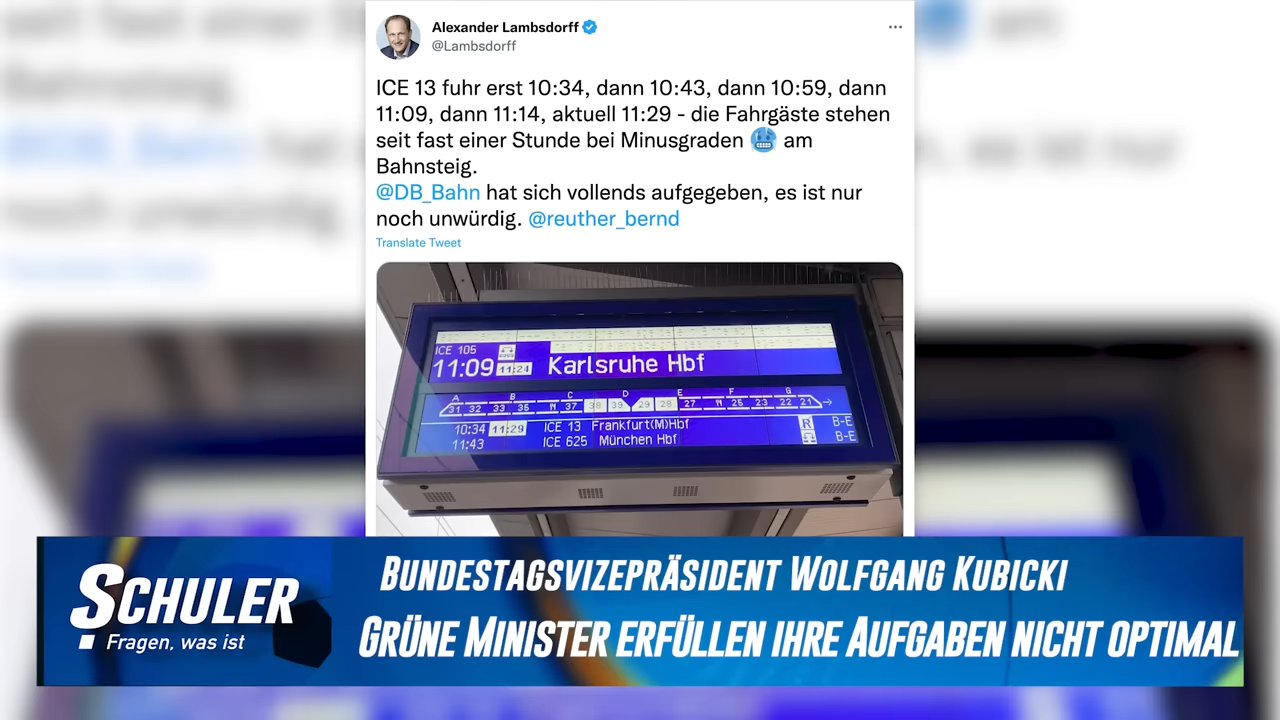 Alexander Lambsdorff
@Lambsdorff
ICE 13 fuhr erst 10:34, dann 10:43, dann 10:59, dann
11:09, dann 11:14, aktuell 11:29 - die Fahrgäste stehen
seit fast einer Stunde bei Minusgraden 🥶 am
Bahnsteig.
@DB_Bahn hat sich vollends aufgegeben, es ist nur
noch unwürdig. @reuther_bernd
Translate Tweet
ICE 105
11:09 11:24 Karlsruhe Hbf
A B C D E F G
31 32 33 35 37 38 39 29 28 27 25 23 22 21
10:34 11:29 ICE 13 Frankfurt(M)Hbf R B-E
11:43 ICE 625 München Hbf B-E
SCHULER
Fragen, was ist
BUNDESTAGSVIZEPRÄSIDENT WOLFGANG KUBICKI
GRÜNE MINISTER ERFÜLLEN IHRE AUFGABEN NICHT OPTIMAL